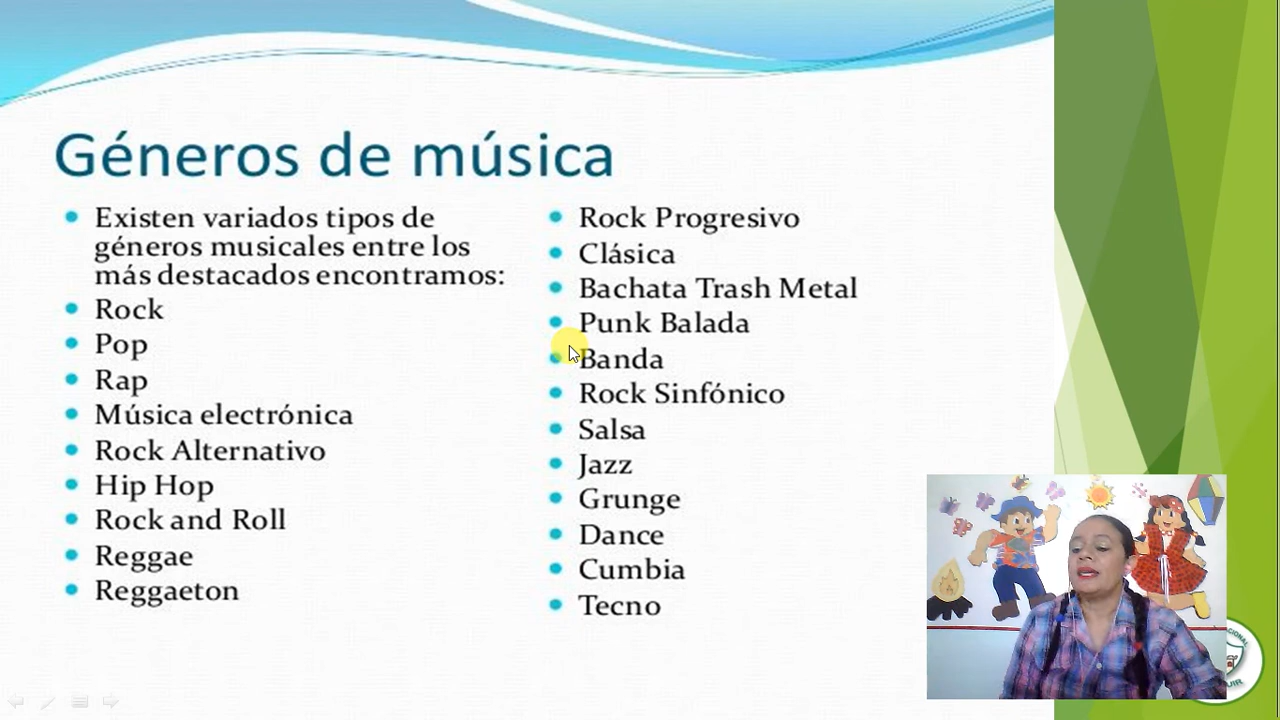 Géneros de música
Existen variados tipos de
géneros musicales entre los
más destacados encontramos:
Rock
Pop
Rap
Música electrónica
Rock Alternativo
Hip Hop
Rock and Roll
Reggae
Reggaeton
Rock Progresivo
Clásica
Bachata Trash Metal
Punk Balada
Banda
Rock Sinfónico
Salsa
Jazz
Grunge
Dance
Cumbia
Tecno